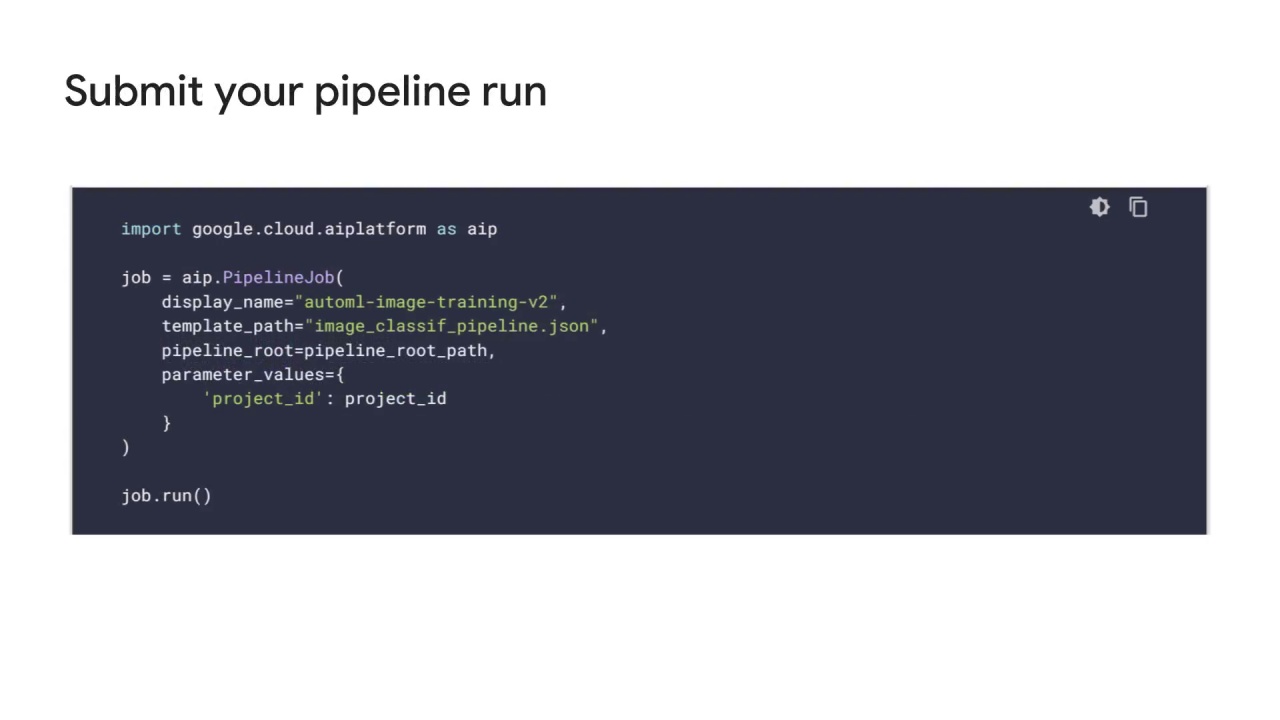 Submit your pipeline run
import google.cloud.aiplatform as aip
job = aip.PipelineJob(
    display_name="automl-image-training-v2",
    template_path="image_classif_pipeline.json",
    pipeline_root=pipeline_root_path,
    parameter_values={
        'project_id': project_id
    }
)
job.run()